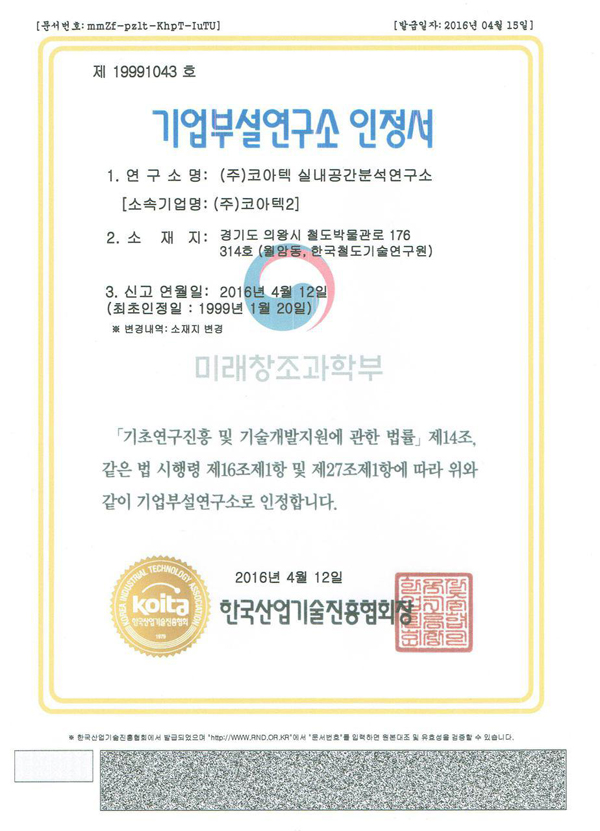 [문서번호: mmZf-pzlt-KhpT-IuTU] [발급일자: 2016년 04월 15일]
제 19991043 호
기업부설연구소 인정서
1. 연 구 소 명: (주)코아텍 실내공간분석연구소
[소속기업명: (주)코아텍2]
2. 소 재 지: 경기도 의왕시 철도박물관로 176
314호 (월암동, 한국철도기술연구원)
3. 신고 연월일: 2016년 4월 12일
(최초인정일 : 1999년 1월 20일)
※ 변경내역: 소재지 변경
미래창조과학부
「기초연구진흥 및 기술개발지원에 관한 법률」 제14조,
같은 법 시행령 제16조제1항 및 제27조제1항에 따라 위와
같이 기업부설연구소로 인정합니다.
2016년 4월 12일
KOREA INDUSTRIAL TECHNOLOGY ASSOCIATION
koita
한국산업기술진흥협회
1979
한국산업기술진흥협회장
※ 한국산업기술진흥협회에서 발급되었으며 "http://WWW.RND.OR.KR"에서 "문서번호"를 입력하면 원본대조 및 유효성을 검증할 수 있습니다.